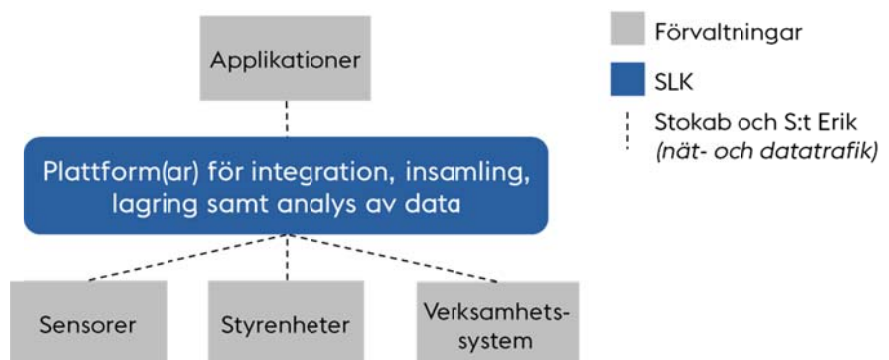 Applikationer
Plattform(ar) för integration, insamling,
lagring samt analys av data
Sensorer
Styrenheter
Verksamhets-
system
Förvaltningar
SLK
Stokab och S:t Erik
(nät- och datatrafik)